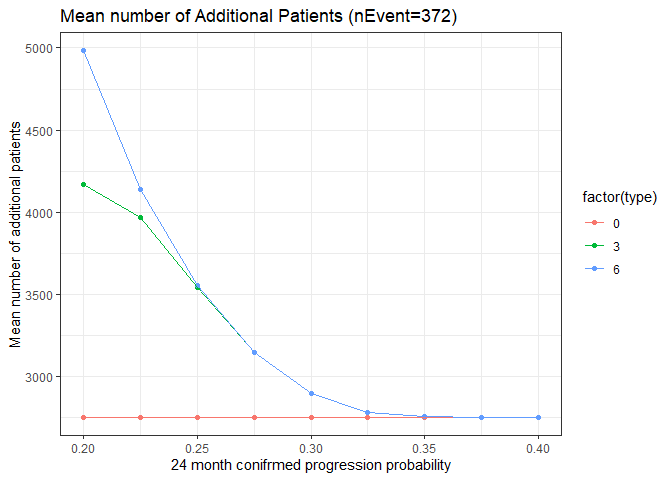 Mean number of Additional Patients (nEvent=372)
Mean number of additional patients
5000
4500
4000
3500
3000
0.20 0.25 0.30 0.35 0.40
24 month conifrmed progression probability
factor(type)
0
3
6